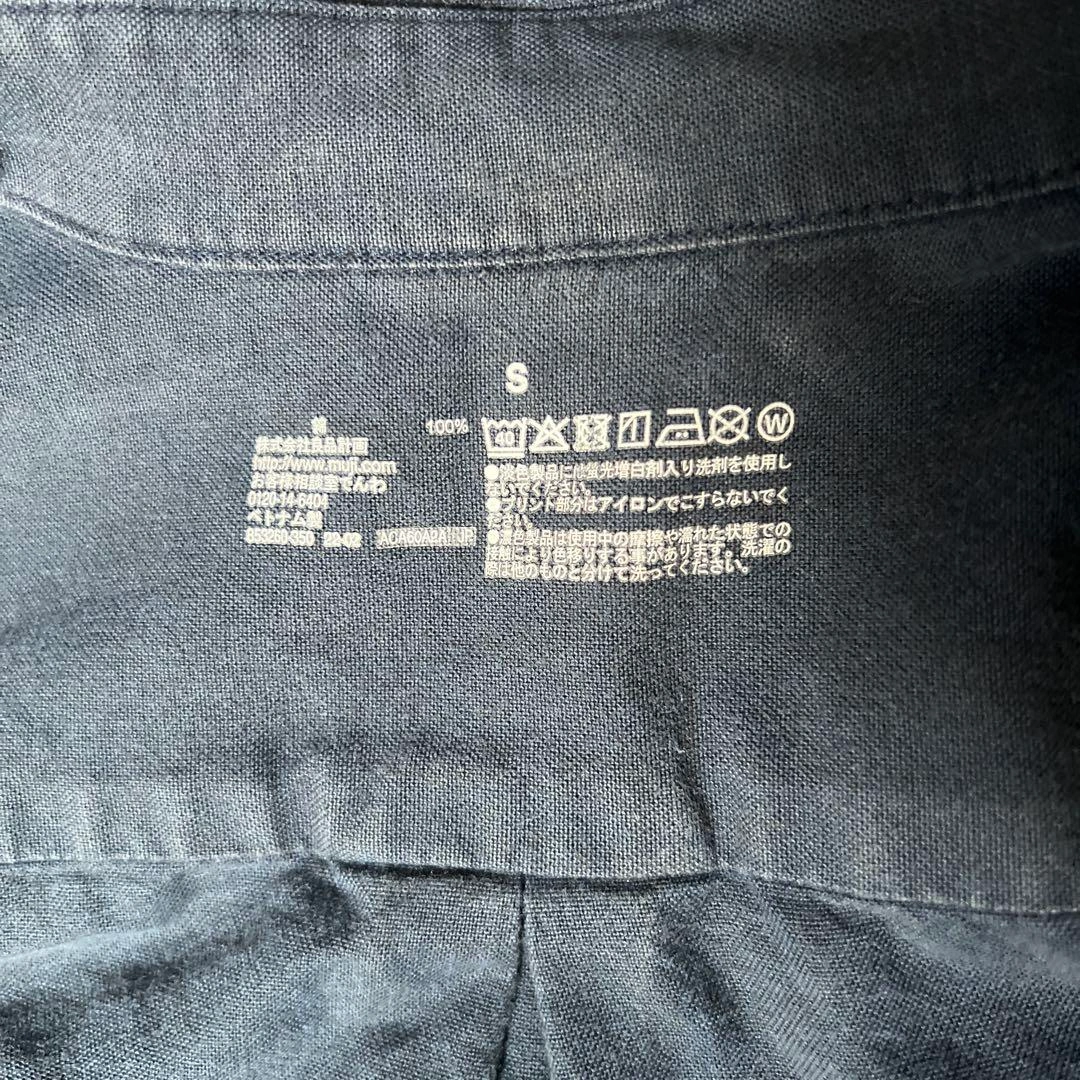 S
綿 100%
株式会社良品計画
http://www.muji.com
お客様相談室でんわ
0120-14-6404
ベトナム製
22-02
40
W
●淡色製品には蛍光増白剤入り洗剤を使用し
ないでください。
●プリント部分はアイロンでこすらないでく
ださい。
●濃色製品は使用中の摩擦や濡れた状態での
接触により色移りする事があります。洗濯の
際は他のものと分けて洗ってください。